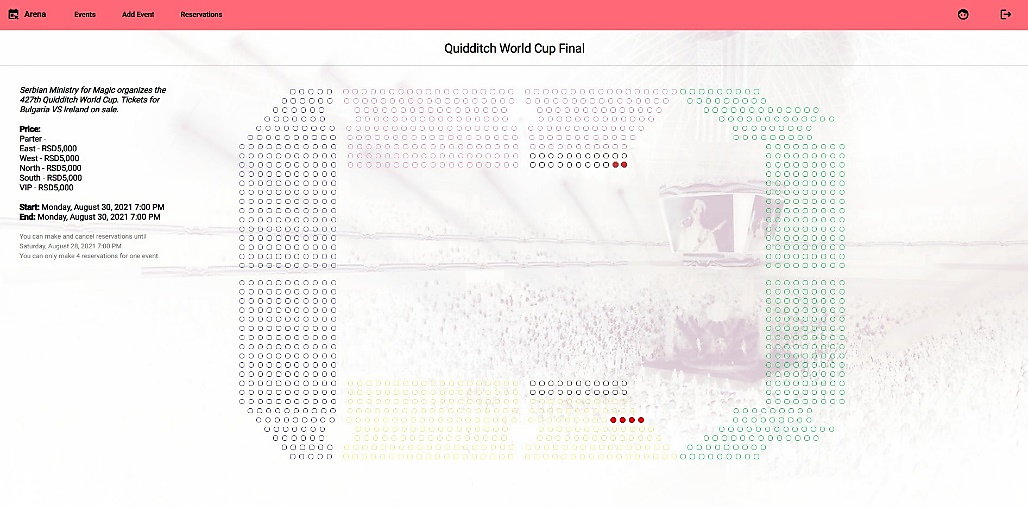 Arena
Events
Add Event
Reservations
Quidditch World Cup Final
Serbian Ministry for Magic organizes the
427th Quidditch World Cup. Tickets for
Bulgaria VS Ireland on sale.
Price:
Parter -
East - RSD5,000
West - RSD5,000
North - RSD5,000
South - RSD5,000
VIP - RSD5,000
Start: Monday, August 30, 2021 7:00 PM
End: Monday, August 30, 2021 7:00 PM
You can make and cancel reservations until
Saturday, August 28, 2021 7:00 PM
You can only make 4 reservations for one event.